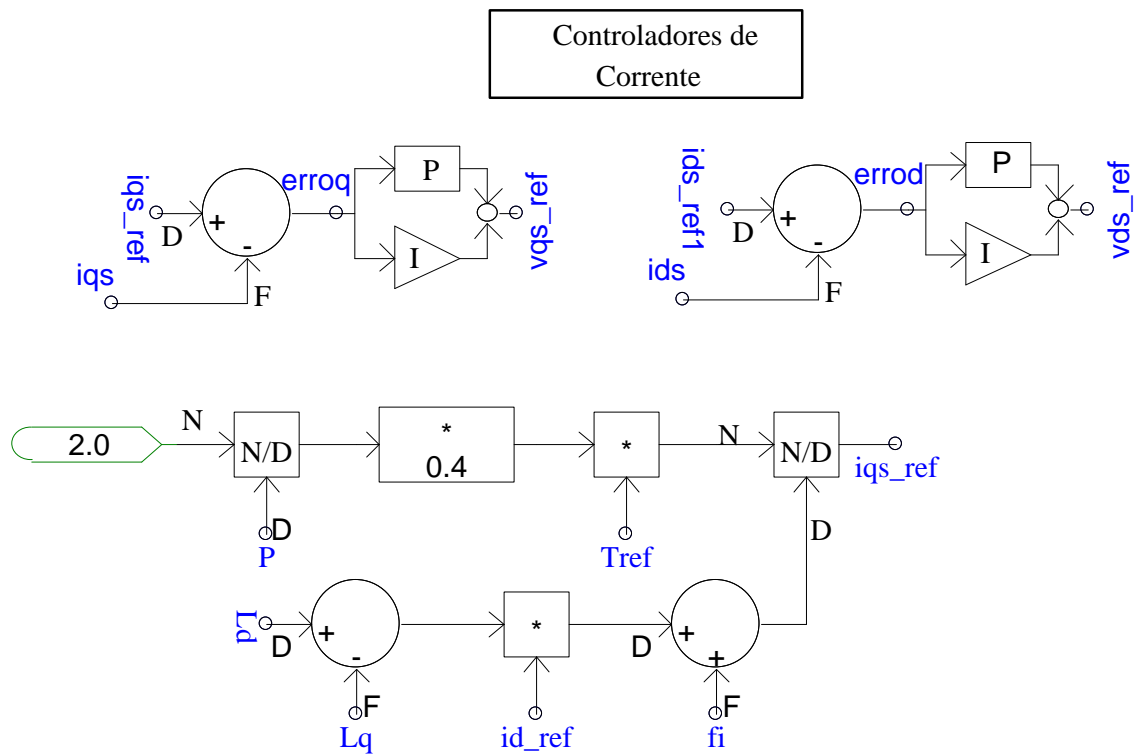 Controladores de
Corrente
iqs_ref
D
+
-
F
iqs
erroq
P
I
vqs_ref
ids_ref1
D
+
-
F
ids
errod
P
I
vds_ref
2.0
N
N/D
D
P
*
0.4
*
Tref
N
N/D
D
iqs_ref
Ld
D
+
-
F
Lq
*
id_ref
D
+
+
F
fi